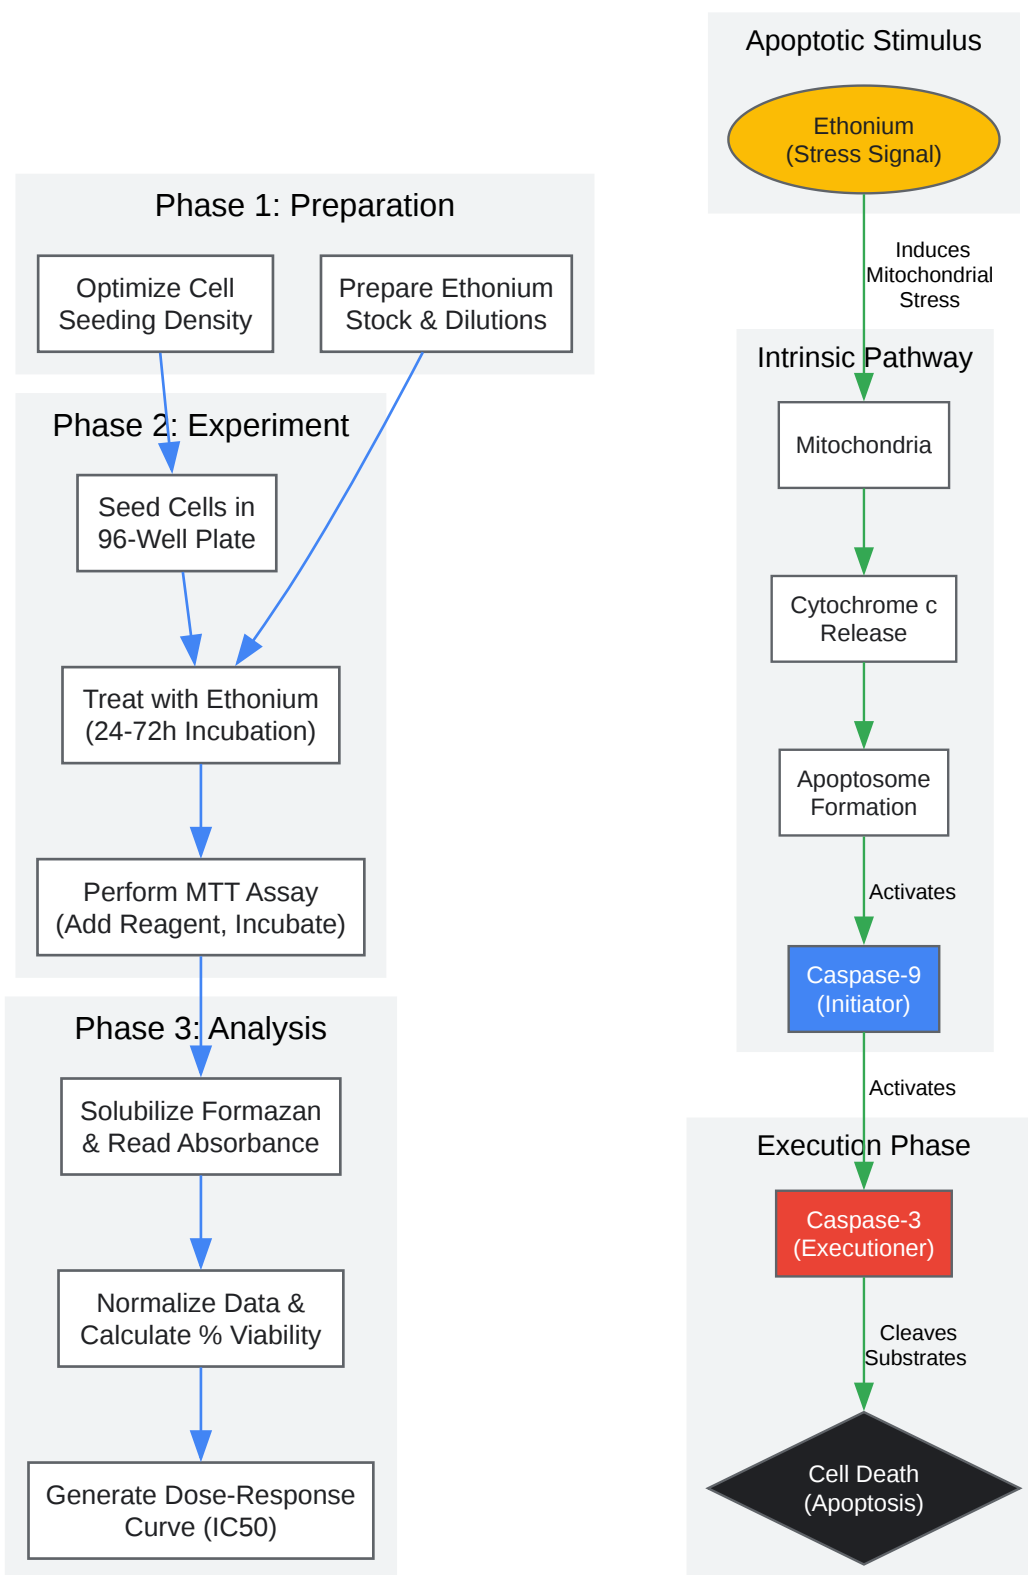 Phase 1: Preparation
Optimize Cell
Seeding Density
Prepare Ethonium
Stock & Dilutions
Phase 2: Experiment
Seed Cells in
96-Well Plate
Treat with Ethonium
(24-72h Incubation)
Perform MTT Assay
(Add Reagent, Incubate)
Phase 3: Analysis
Solubilize Formazan
& Read Absorbance
Normalize Data &
Calculate % Viability
Generate Dose-Response
Curve (IC50)
Apoptotic Stimulus
Ethonium
(Stress Signal)
Induces
Mitochondrial
Stress
Intrinsic Pathway
Mitochondria
Cytochrome c
Release
Apoptosome
Formation
Activates
Caspase-9
(Initiator)
Activates
Execution Phase
Caspase-3
(Executioner)
Cleaves
Substrates
Cell Death
(Apoptosis)